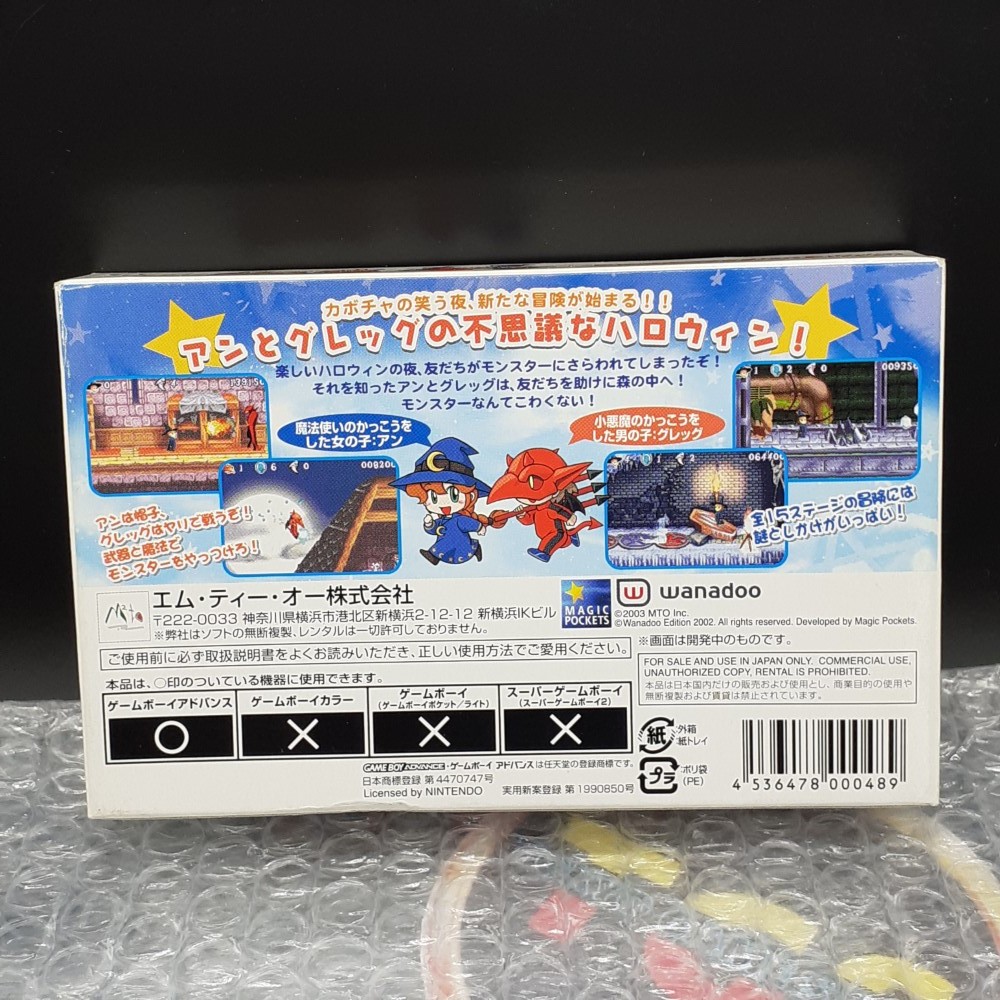 カボチャの笑う夜、新たな冒険が始まる!!
アンとグレッグの不思議なハロウィン!
楽しいハロウィンの夜、友だちがモンスターにさらわれてしまったぞ!
それを知ったアンとグレッグは、友だちを助けに森の中へ!
モンスターなんてこわくない!
魔法使いのかっこうを
した女の子:アン
小悪魔のかっこうを
した男の子:グレッグ
アンは帽子、
グレッグはヤリで戦うぞ!
武器と魔法で
モンスターをやっつけろ!
1 6 0 009200
1 2 0 00935
1 2 06440
全15ステージの冒険には
謎としかけがいっぱい!
エム・ティー・オー株式会社
〒222-0033 神奈川県横浜市港北区新横浜2-12-12 新横浜IKビル
※弊社はソフトの無断複製、レンタルは一切許可しておりません。
MAGIC
POCKETS
wanadoo
©2003 MTO Inc.
©Wanadoo Edition 2002. All rights reserved. Developed by Magic Pockets.
※画面は開発中のものです。
ご使用前に必ず取扱説明書をよくお読みいただき、正しい使用方法でご愛用ください。
FOR SALE AND USE IN JAPAN ONLY. COMMERCIAL USE,
UNAUTHORIZED COPY, RENTAL IS PROHIBITED.
本品は日本国内だけの販売および使用とし、商業目的の使用や
無断複製および賃貸は禁止されています。
本品は、○印のついている機器に使用できます。
ゲームボーイアドバンス
○
ゲームボーイカラー
×
ゲームボーイ
(ゲームボーイポケット/ライト)
×
スーパーゲームボーイ
(スーパーゲームボーイ2)
×
紙
外箱
紙トレイ
プラ
ポリ袋
(PE)
GAME BOY ADVANCE・ゲームボーイ アドバンスは任天堂の登録商標です。
日本商標登録 第4470747号
Licensed by NINTENDO
実用新案登録 第1990850号
4 536478 000489